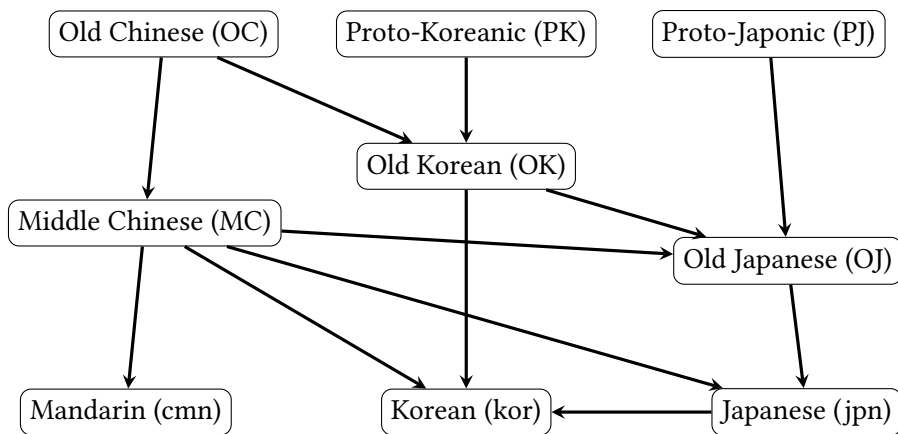 Old Chinese (OC)
Proto-Koreanic (PK)
Proto-Japonic (PJ)
Old Korean (OK)
Middle Chinese (MC)
Old Japanese (OJ)
Mandarin (cmn)
Korean (kor)
Japanese (jpn)